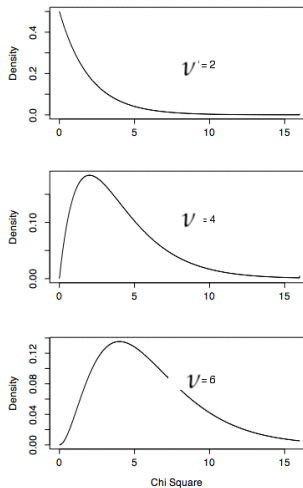 0.4
Density
0.2
0.0
ν = 2
0 5 10 15
Density
0.10
0.00
ν = 4
0 5 10 15
0.12
Density
0.08
0.04
0.00
ν = 6
0 5 10 15
Chi Square